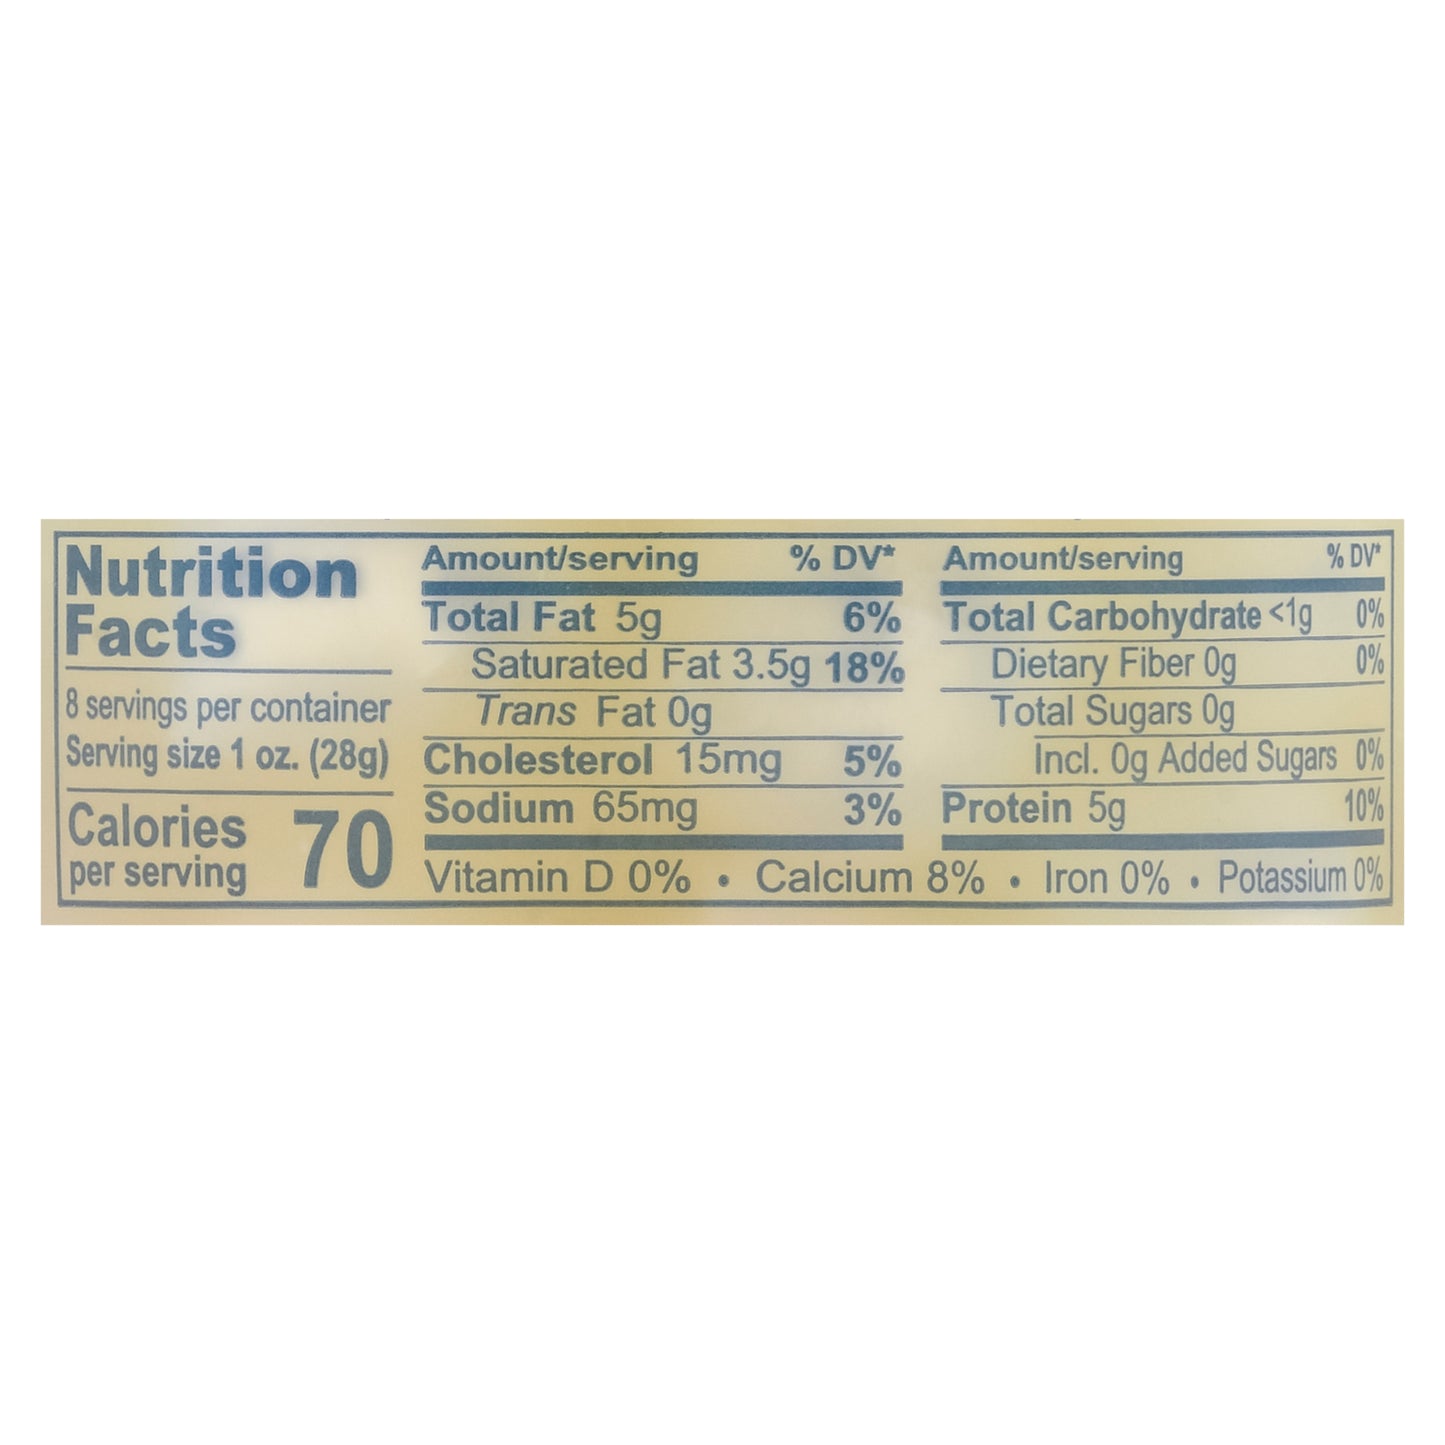 Nutrition
Facts
8 servings per container
Serving size 1 oz. (28g)
Calories
per serving
70
Amount/serving % DV*
Total Fat 5g 6%
Saturated Fat 3.5g 18%
Trans Fat 0g
Cholesterol 15mg 5%
Sodium 65mg 3%
Amount/serving % DV*
Total Carbohydrate <1g 0%
Dietary Fiber 0g 0%
Total Sugars 0g
Incl. 0g Added Sugars 0%
Protein 5g 10%
Vitamin D 0% • Calcium 8% • Iron 0% • Potassium 0%